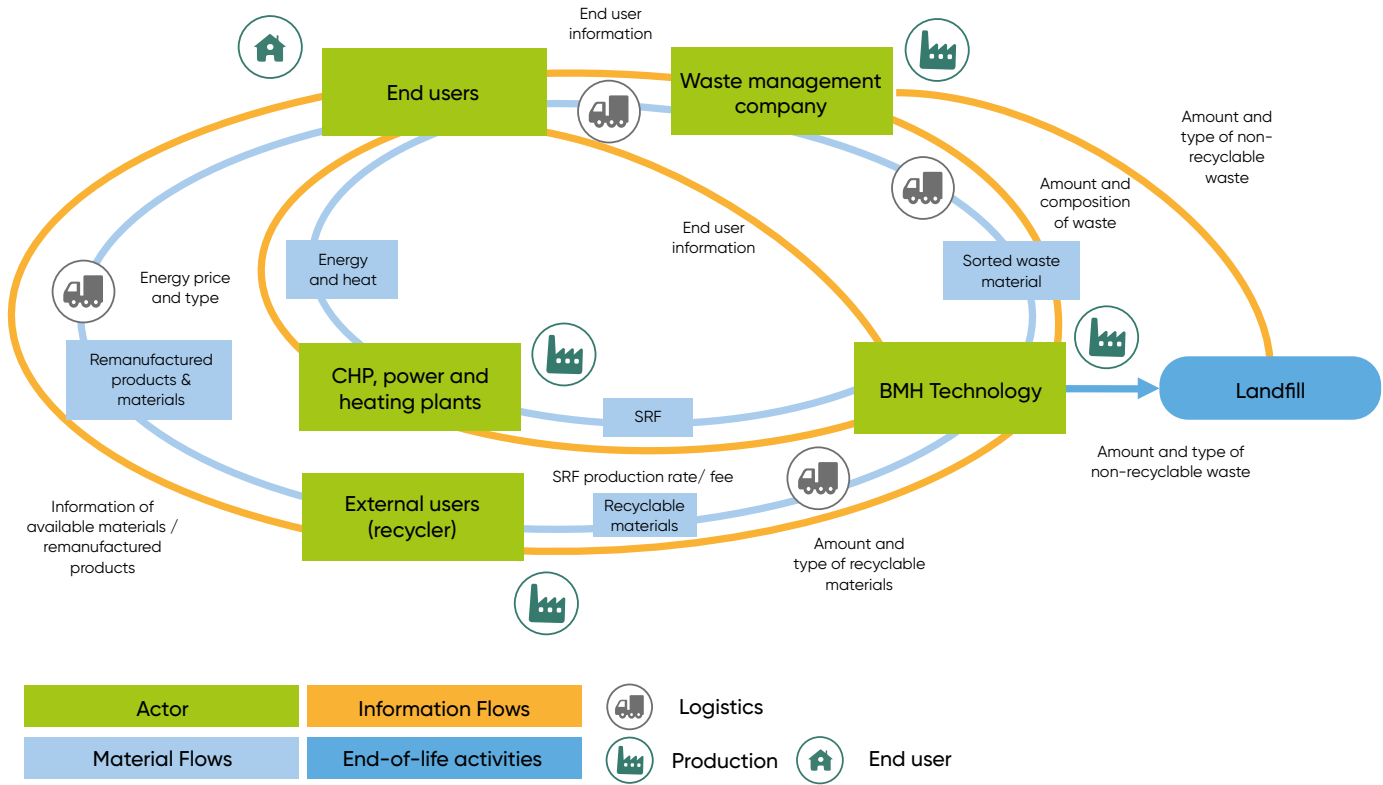 End user
information
End users
Waste management
company
Amount and
type of non-
recyclable
waste
Amount and
composition
of waste
End user
information
Energy
and heat
Sorted waste
material
Energy price
and type
Remanufactured
products &
materials
CHP, power and
heating plants
SRF
BMH Technology
Landfill
Amount and type of
non-recyclable waste
SRF production rate/ fee
External users
(recycler)
Recyclable
materials
Information of
available materials /
remanufactured
products
Amount and
type of recyclable
materials
Actor
Information Flows
Logistics
Material Flows
End-of-life activities
Production
End user